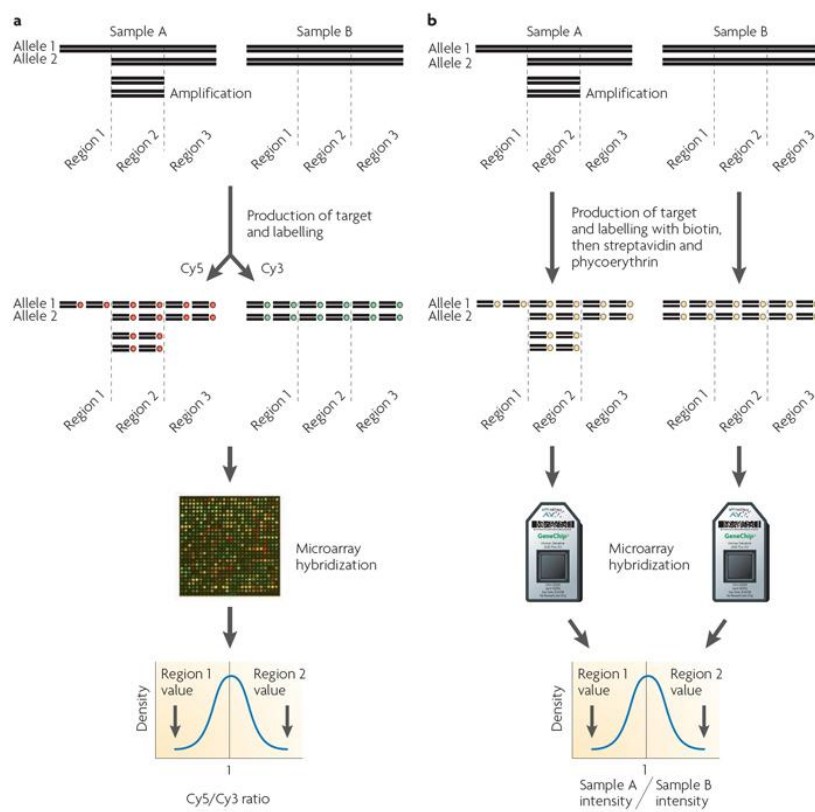 a
Sample A
Sample B
Allele 1
Allele 2
Amplification
Region 1
Region 2
Region 3
Region 1
Region 2
Region 3
Production of target
and labelling
Cy5
Cy3
Allele 1
Allele 2
Region 1
Region 2
Region 3
Region 1
Region 2
Region 3
Microarray
hybridization
Region 1
value
Region 2
value
Density
1
Cy5/Cy3 ratio
b
Sample A
Sample B
Allele 1
Allele 2
Amplification
Region 1
Region 2
Region 3
Region 1
Region 2
Region 3
Production of target
and labelling with biotin,
then streptavidin and
phycoerythrin
Allele 1
Allele 2
Region 1
Region 2
Region 3
Region 1
Region 2
Region 3
GeneChip
Microarray
hybridization
GeneChip
Region 1
value
Region 2
value
Density
1
Sample A
intensity
/
Sample B
intensity